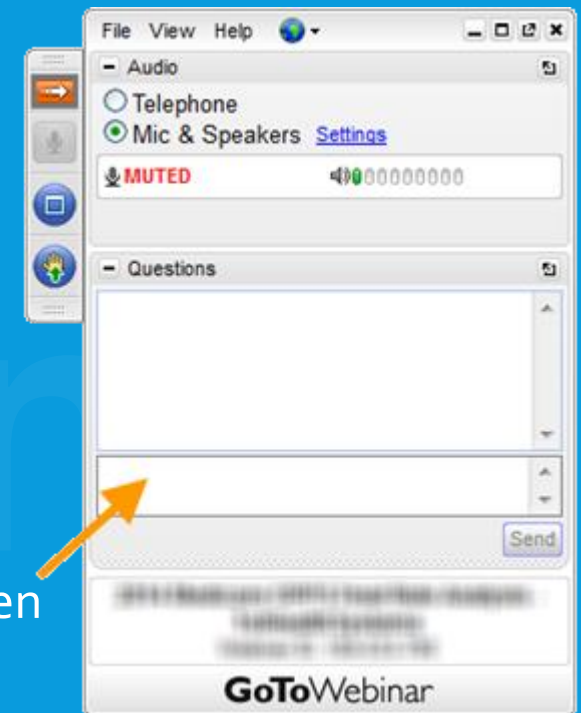 File View Help
Audio
Telephone
Mic & Speakers Settings
MUTED
Questions
Send
en
GoToWebinar